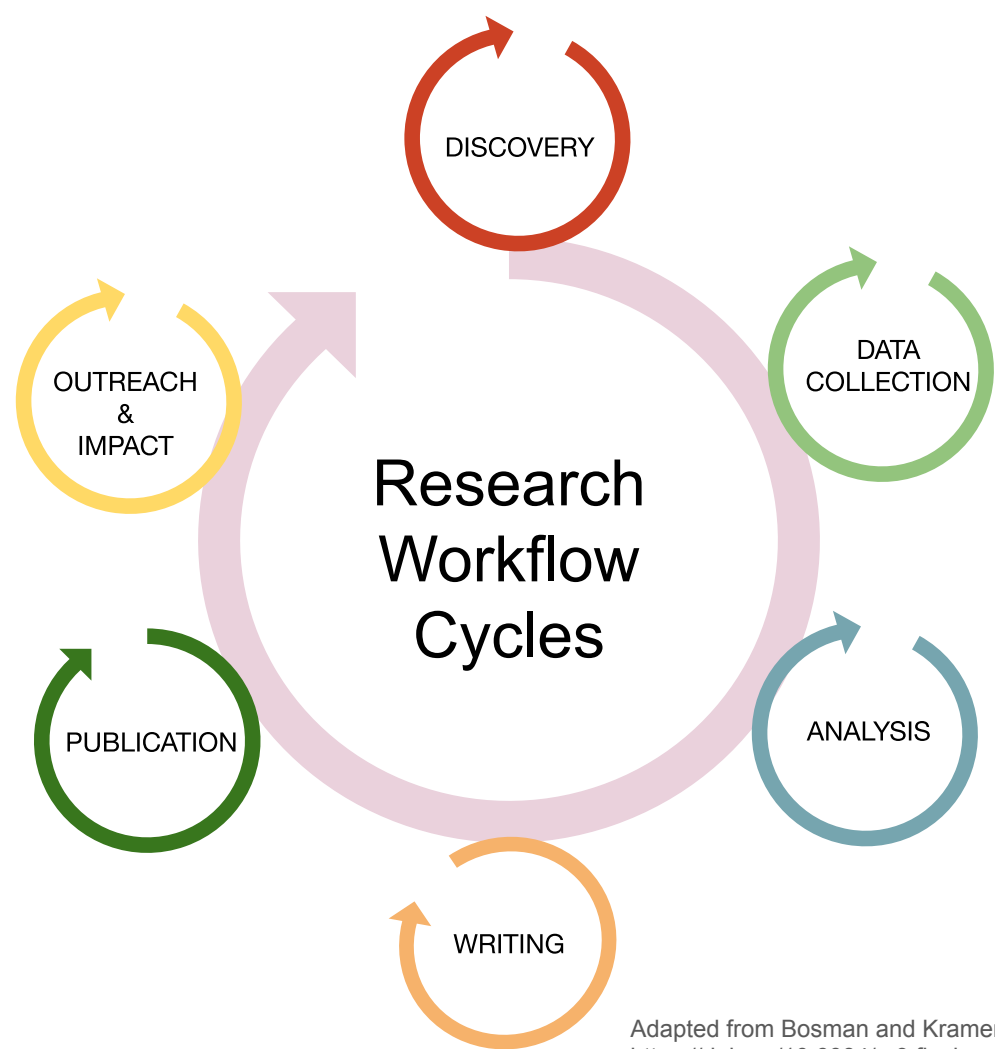 DISCOVERY
DATA
COLLECTION
OUTREACH
&
IMPACT
Research
Workflow
Cycles
ANALYSIS
PUBLICATION
WRITING
Adapted from Bosman and Kramer